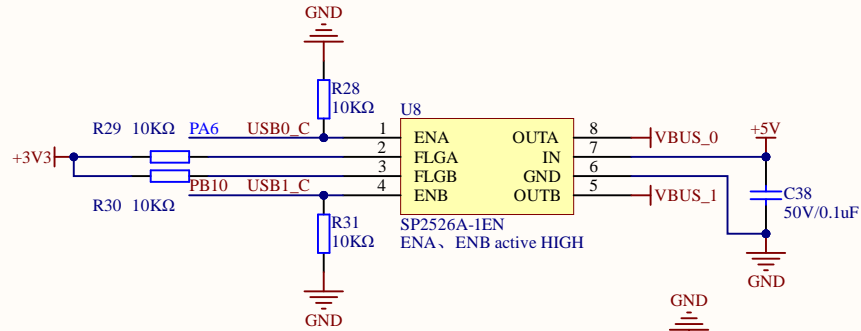 GND
R28
10KΩ
U8
R29 10KΩ PA6 USB0_C 1 ENA OUTA 8 VBUS_0 +5V
+3V3 2 FLGA IN 7
3 FLGB GND 6
PB10 USB1_C 4 ENB OUTB 5 VBUS_1
C38
50V/0.1uF
R30 10KΩ
R31
10KΩ
SP2526A-1EN
ENA、ENB active HIGH
GND
GND
GND